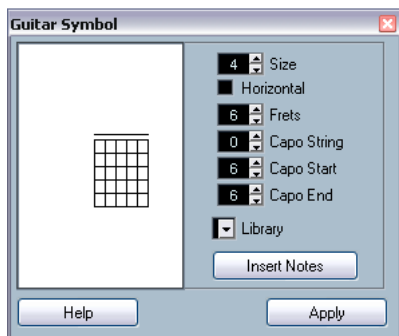 Guitar Symbol
4 Size
Horizontal
6 Frets
0 Capo String
6 Capo Start
6 Capo End
Library
Insert Notes
Help Apply